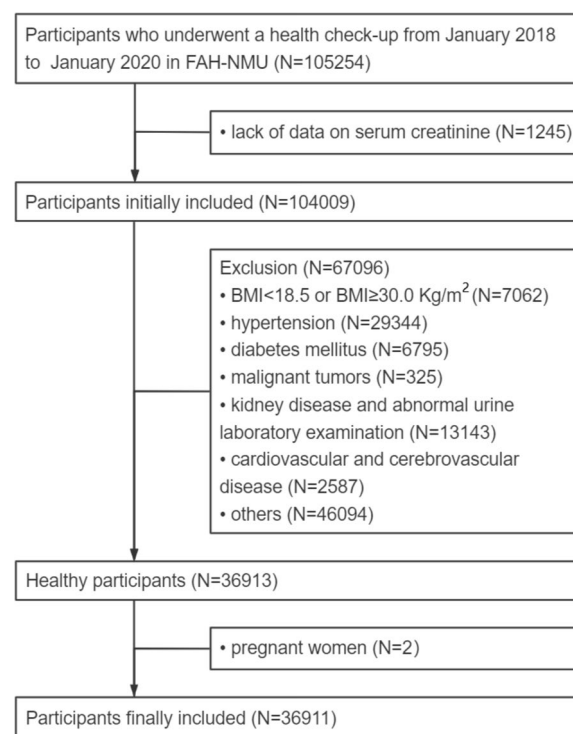 Participants who underwent a health check-up from January 2018
to January 2020 in FAH-NMU (N=105254)
• lack of data on serum creatinine (N=1245)
Participants initially included (N=104009)
Exclusion (N=67096)
• BMI<18.5 or BMI≥30.0 Kg/m² (N=7062)
• hypertension (N=29344)
• diabetes mellitus (N=6795)
• malignant tumors (N=325)
• kidney disease and abnormal urine
laboratory examination (N=13143)
• cardiovascular and cerebrovascular
disease (N=2587)
• others (N=46094)
Healthy participants (N=36913)
• pregnant women (N=2)
Participants finally included (N=36911)